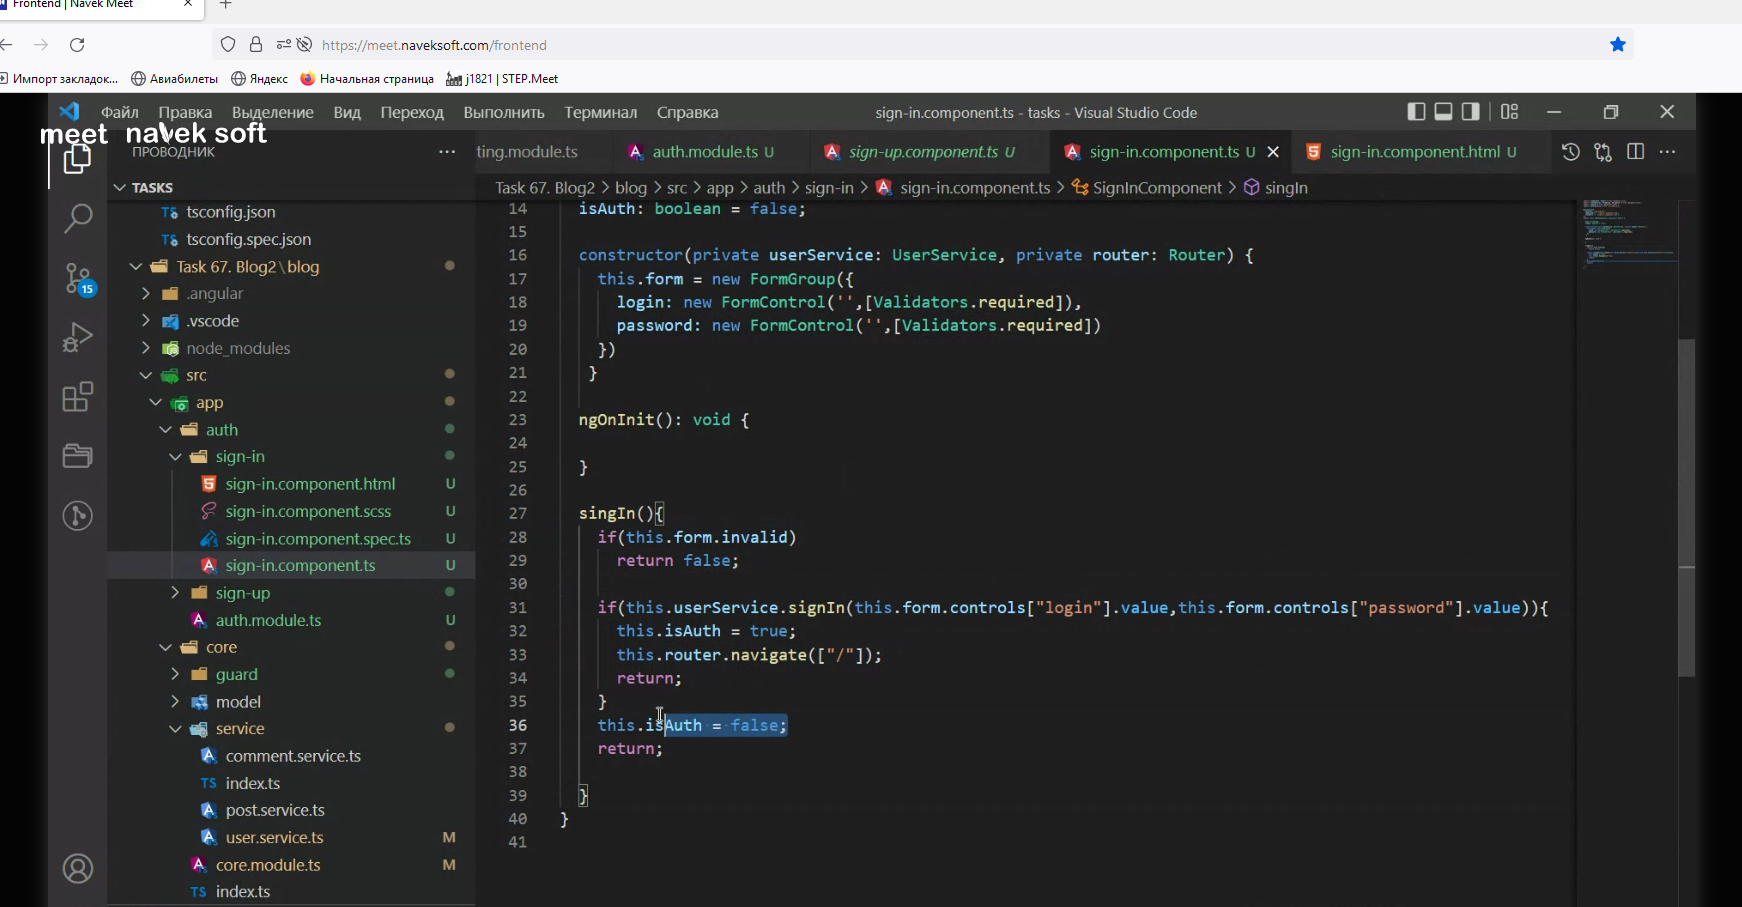 Frontend | Navek Meet
https://meet.naveksoft.com/frontend
Импорт закладок...
Авиабилеты
Яндекс
Начальная страница
j1821 | STEP.Meet
Файл Правка Выделение Вид Переход Выполнить Терминал Справка
sign-in.component.ts - tasks - Visual Studio Code
meet navek soft
ПРОВОДНИК
ting.module.ts
auth.module.ts U
sign-up.component.ts U
sign-in.component.ts U
sign-in.component.html U
TASKS
Task 67. Blog2 > blog > src > app > auth > sign-in > sign-in.component.ts > SignInComponent > singIn
tsconfig.json
tsconfig.spec.json
Task 67. Blog2\blog
.angular
.vscode
node_modules
src
app
auth
sign-in
sign-in.component.html U
sign-in.component.scss U
sign-in.component.spec.ts U
sign-in.component.ts U
sign-up
auth.module.ts U
core
guard
model
service
comment.service.ts
TS index.ts
post.service.ts
user.service.ts M
core.module.ts M
TS index.ts
15
14 isAuth: boolean = false;
15
16 constructor(private userService: UserService, private router: Router) {
17 this.form = new FormGroup({
18 login: new FormControl('',[Validators.required]),
19 password: new FormControl('',[Validators.required])
20 })
21 }
22
23 ngOnInit(): void {
24
25 }
26
27 singIn(){
28 if(this.form.invalid)
29 return false;
30
31 if(this.userService.signIn(this.form.controls["login"].value,this.form.controls["password"].value)){
32 this.isAuth = true;
33 this.router.navigate(["/"]);
34 return;
35 }
36 this.isAuth = false;
37 return;
38
39 }
40 }
41